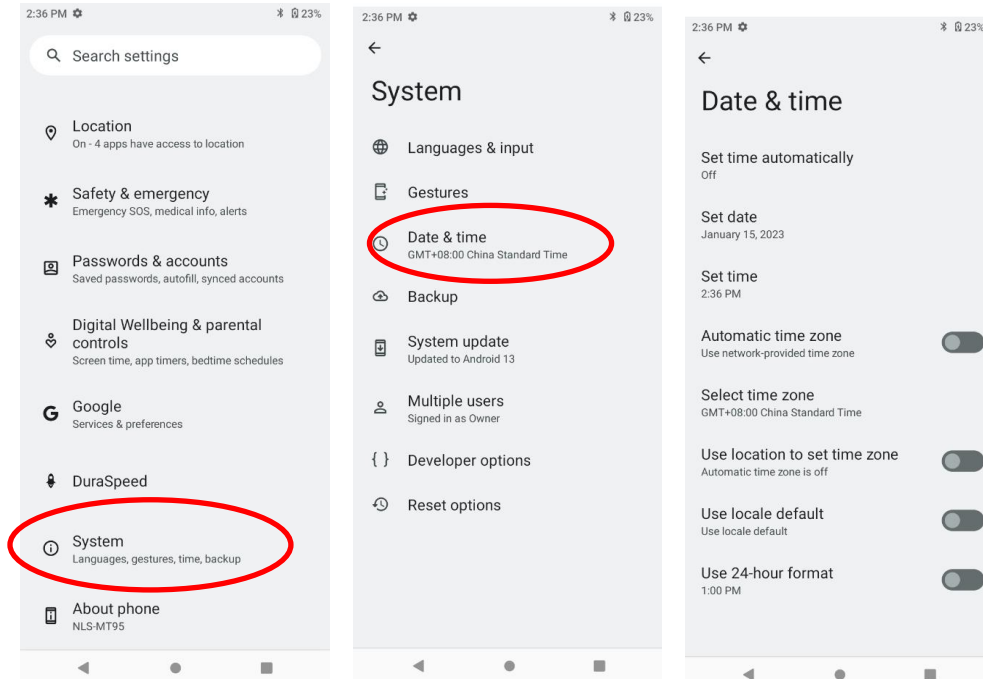 2:36 PM 23%
Search settings
Location
On - 4 apps have access to location
Safety & emergency
Emergency SOS, medical info, alerts
Passwords & accounts
Saved passwords, autofill, synced accounts
Digital Wellbeing & parental
controls
Screen time, app timers, bedtime schedules
Google
Services & preferences
DuraSpeed
System
Languages, gestures, time, backup
About phone
NLS-MT95
2:36 PM 23%
System
Languages & input
Gestures
Date & time
GMT+08:00 China Standard Time
Backup
System update
Updated to Android 13
Multiple users
Signed in as Owner
Developer options
Reset options
2:36 PM 23%
Date & time
Set time automatically
Off
Set date
January 15, 2023
Set time
2:36 PM
Automatic time zone
Use network-provided time zone
Select time zone
GMT+08:00 China Standard Time
Use location to set time zone
Automatic time zone is off
Use locale default
Use locale default
Use 24-hour format
1:00 PM